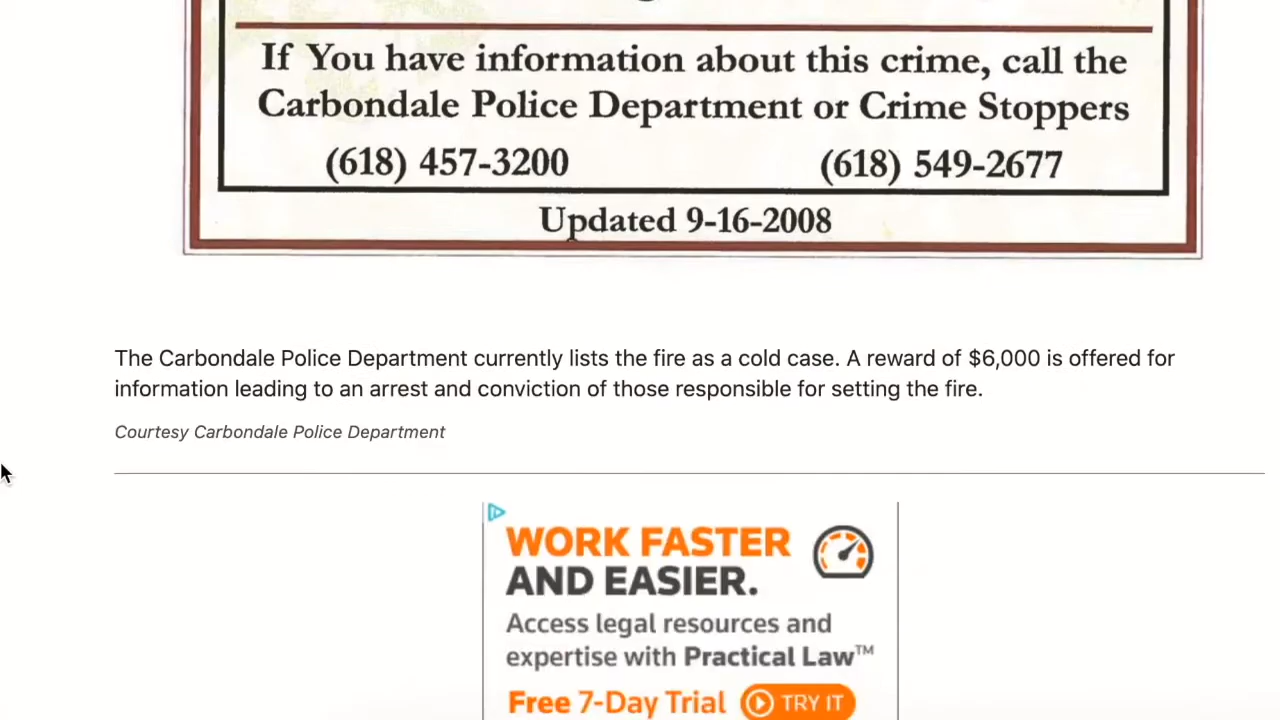 If You have information about this crime, call the
Carbondale Police Department or Crime Stoppers
(618) 457-3200 (618) 549-2677
Updated 9-16-2008
The Carbondale Police Department currently lists the fire as a cold case. A reward of $6,000 is offered for
information leading to an arrest and conviction of those responsible for setting the fire.
Courtesy Carbondale Police Department
WORK FASTER
AND EASIER.
Access legal resources and
expertise with Practical Law™
Free 7-Day Trial TRY IT